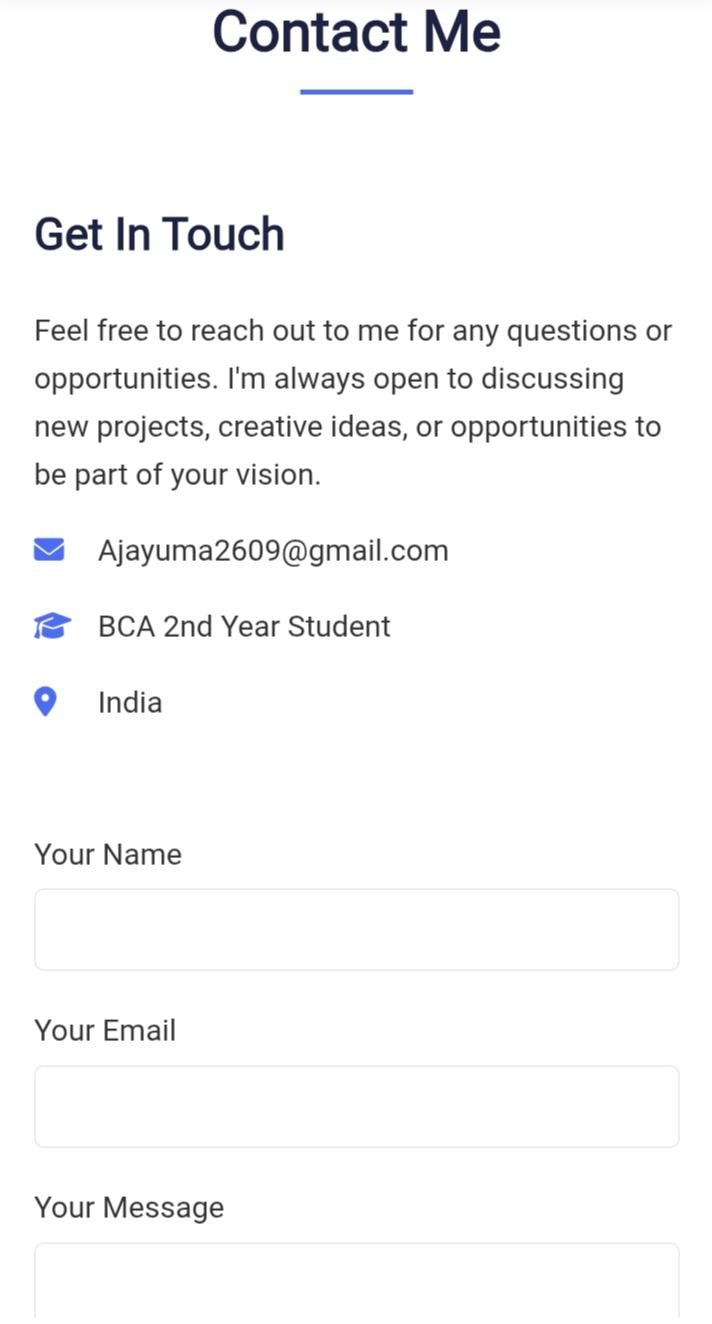 Contact Me
Get In Touch
Feel free to reach out to me for any questions or
opportunities. I'm always open to discussing
new projects, creative ideas, or opportunities to
be part of your vision.
Ajayuma2609@gmail.com
BCA 2nd Year Student
India
Your Name
Your Email
Your Message